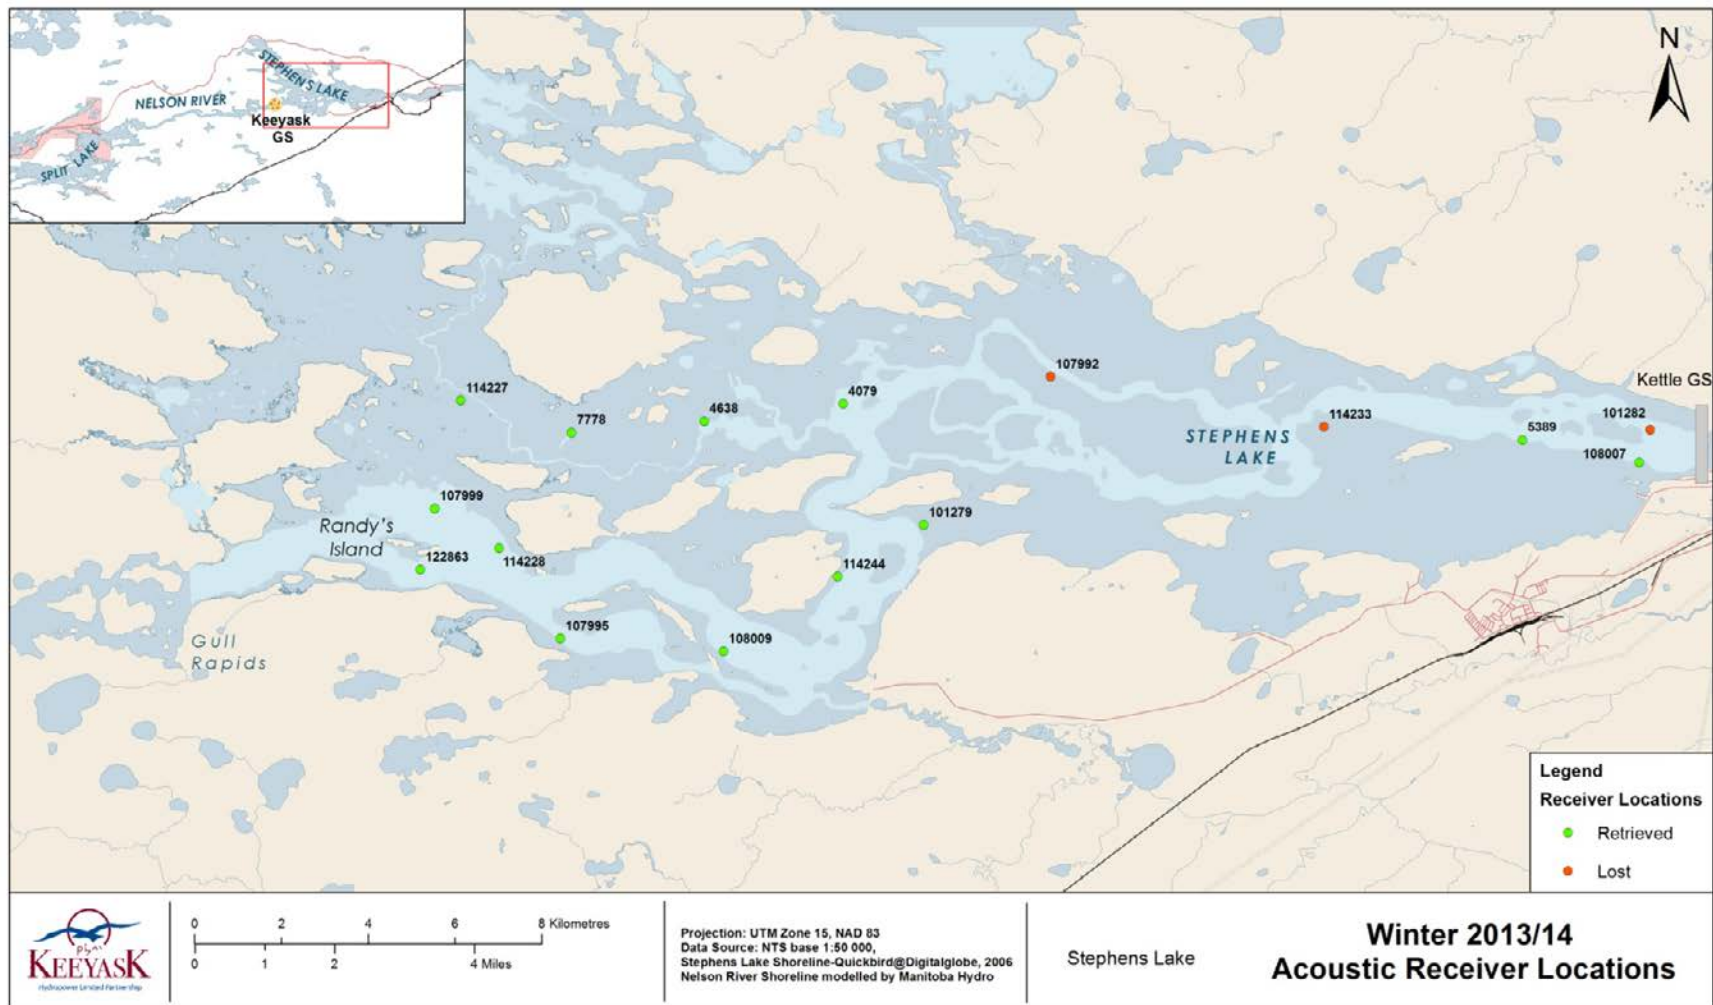 STEPHENS LAKE
NELSON RIVER
Keeyask
GS
SPLIT LAKE
N
107992
Kettle GS
114227
4079
7778
4638
114233
101282
STEPHENS
LAKE
5389
108007
107999
Randy's
Island
101279
122863
114228
114244
107995
108009
Gull
Rapids
Legend
Receiver Locations
Retrieved
Lost
KEEYASK
Hydropower Limited Partnership
0 2 4 6 8 Kilometres
0 1 2 4 Miles
Projection: UTM Zone 15, NAD 83
Data Source: NTS base 1:50 000,
Stephens Lake Shoreline-Quickbird@Digitalglobe, 2006
Nelson River Shoreline modelled by Manitoba Hydro
Stephens Lake
Winter 2013/14
Acoustic Receiver Locations